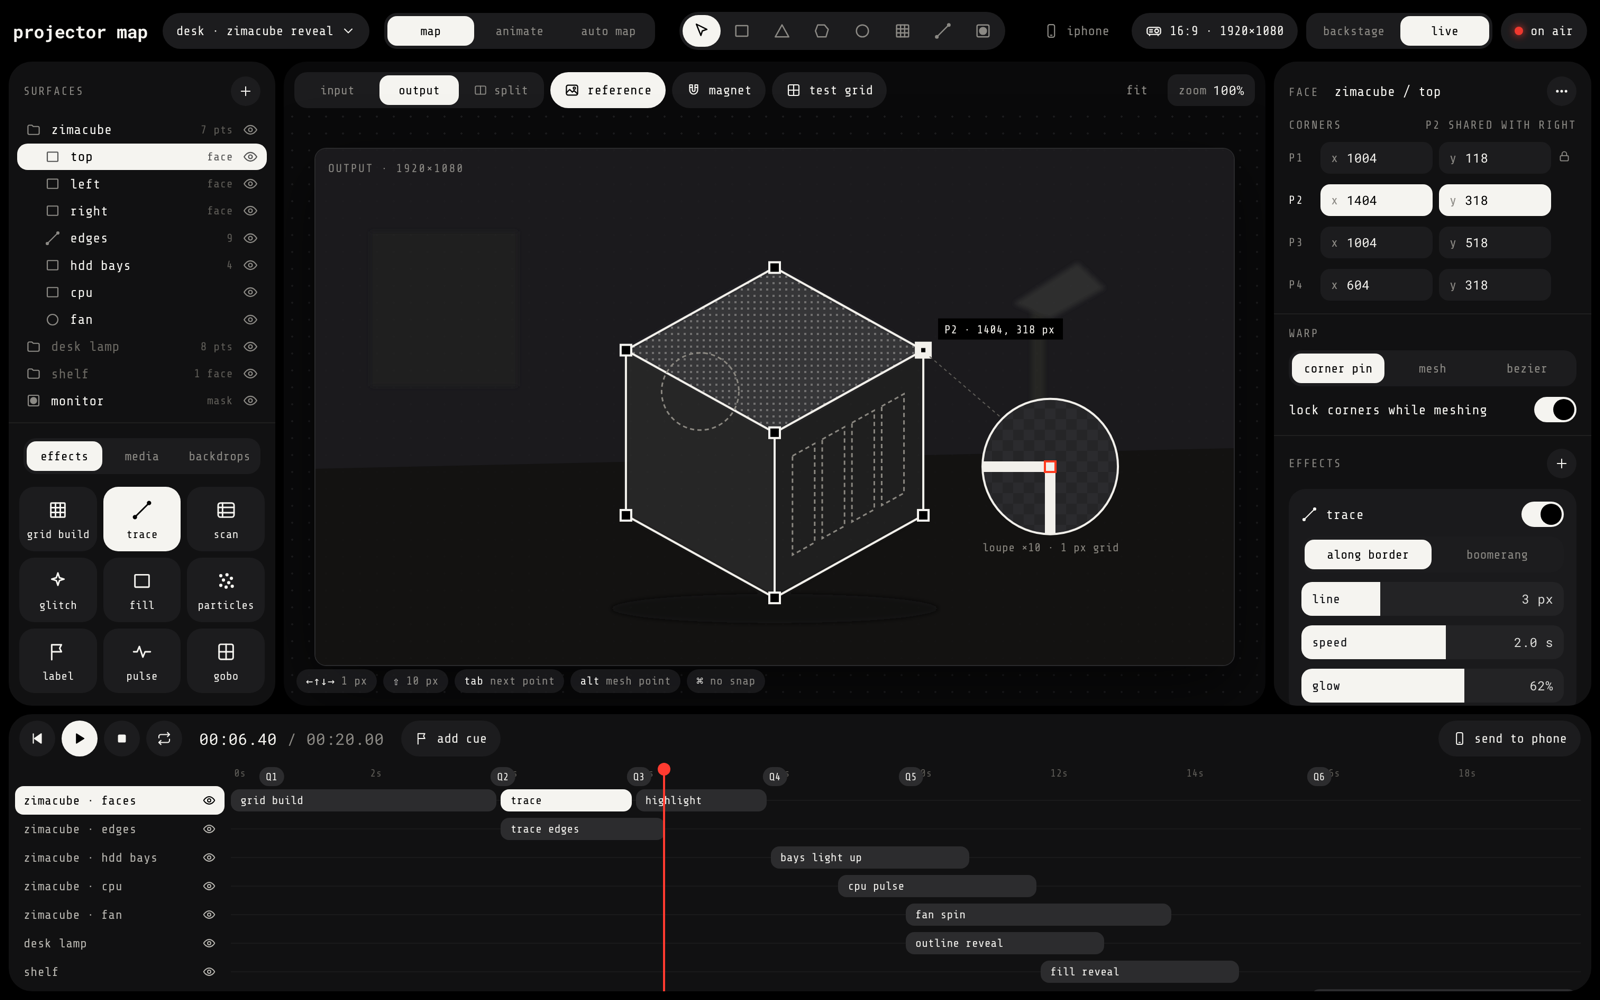 projector map
desk · zimacube reveal
map
animate
auto map
iphone
16:9 · 1920×1080
backstage
live
on air
SURFACES
zimacube 7 pts
top face
left face
right face
edges 9
hdd bays 4
cpu
fan
desk lamp 8 pts
shelf 1 face
monitor mask
effects
media
backdrops
grid build
trace
scan
glitch
fill
particles
label
pulse
gobo
input
output
split
reference
magnet
test grid
fit
zoom 100%
OUTPUT · 1920×1080
P2 · 1404, 318 px
loupe ×10 · 1 px grid
←↑↓→ 1 px
⇧ 10 px
tab next point
alt mesh point
⌘ no snap
FACE zimacube / top
CORNERS P2 SHARED WITH RIGHT
P1 x 1004 y 118
P2 x 1404 y 318
P3 x 1004 y 518
P4 x 604 y 318
WARP
corner pin
mesh
bezier
lock corners while meshing
EFFECTS
trace
along border
boomerang
line 3 px
speed 2.0 s
glow 62%
00:06.40 / 00:20.00
add cue
send to phone
0s Q1 2s Q2 Q3 Q4 Q5 0s 12s 14s Q6 6s 18s
zimacube · faces grid build trace highlight
zimacube · edges trace edges
zimacube · hdd bays bays light up
zimacube · cpu cpu pulse
zimacube · fan fan spin
desk lamp outline reveal
shelf fill reveal